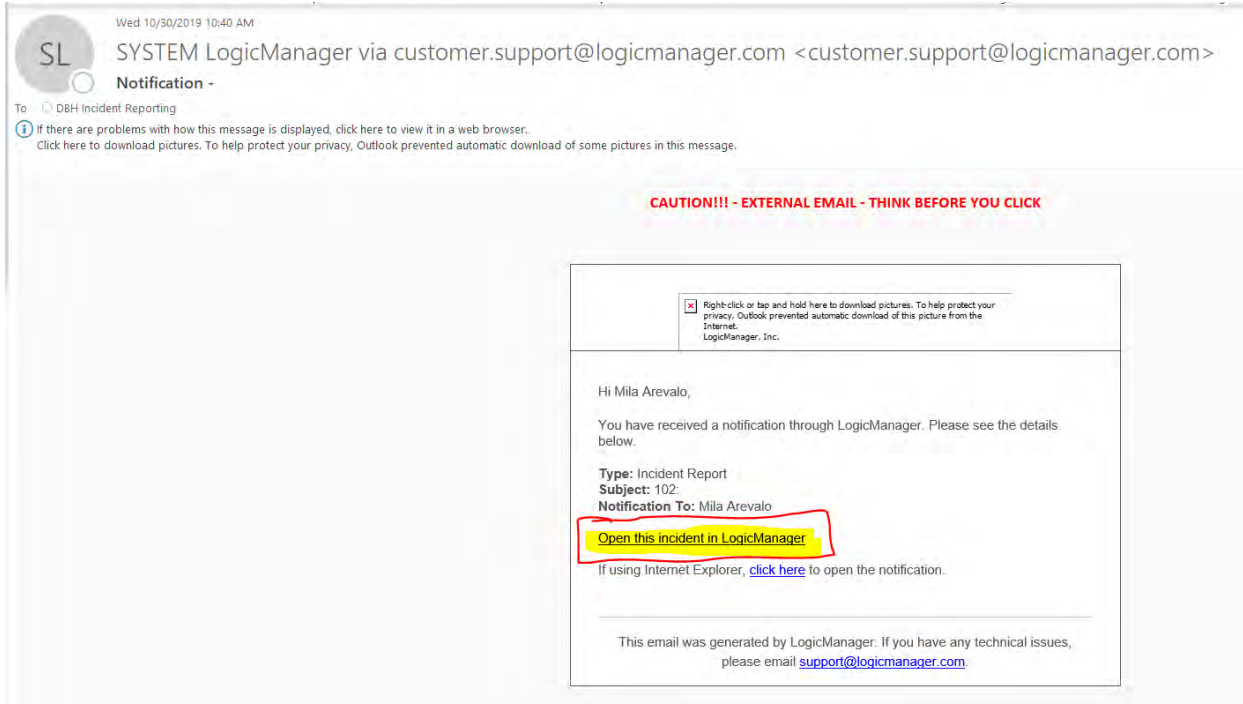 Wed 10/30/2019 10:40 AM
SL
SYSTEM LogicManager via customer.support@logicmanager.com <customer.support@logicmanager.com>
Notification -
To DBH Incident Reporting
If there are problems with how this message is displayed, click here to view it in a web browser.
Click here to download pictures. To help protect your privacy, Outlook prevented automatic download of some pictures in this message.
CAUTION!!! - EXTERNAL EMAIL - THINK BEFORE YOU CLICK
Right-click or tap and hold here to download pictures. To help protect your
privacy, Outlook prevented automatic download of this picture from the
Internet.
LogicManager, Inc.
Hi Mila Arevalo,
You have received a notification through LogicManager. Please see the details
below.
Type: Incident Report
Subject: 102:
Notification To: Mila Arevalo
Open this incident in LogicManager
If using Internet Explorer, click here to open the notification.
This email was generated by LogicManager. If you have any technical issues,
please email support@logicmanager.com.